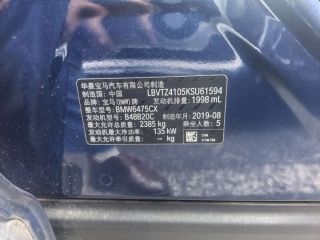 华晨宝马汽车有限公司制造
制造国: 中国 LBVTZ4105KSU61594
品牌: 宝马(BMW)牌 发动机排量: 1998 mL
整车型号: BMW6475CX
发动机型号: B48B20C 制造年月: 2019-08
最大允许总质量: 2385 kg 乘坐人数: 5
发动机最大净功率: 135 kW
最大允许牵引质量: -- kg